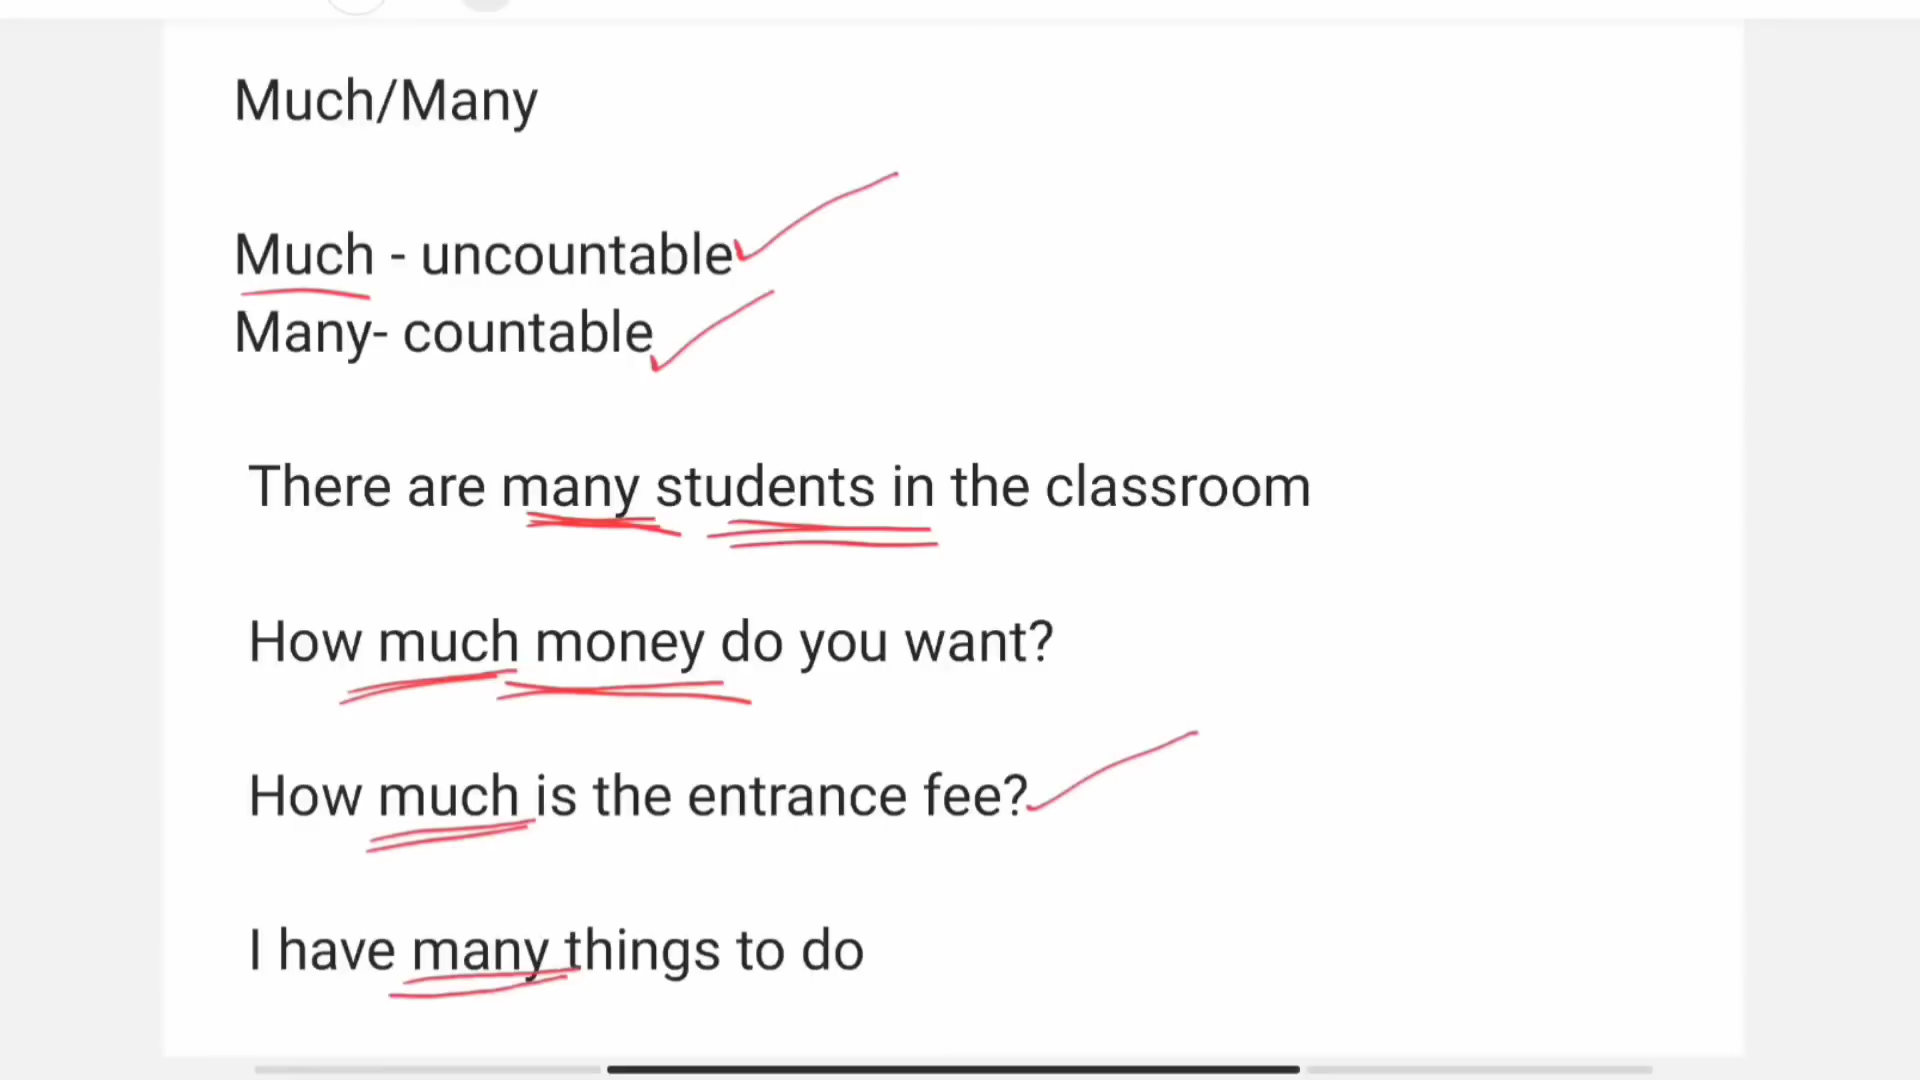 Much/Many
Much - uncountable
Many- countable
There are many students in the classroom
How much money do you want?
How much is the entrance fee?
I have many things to do